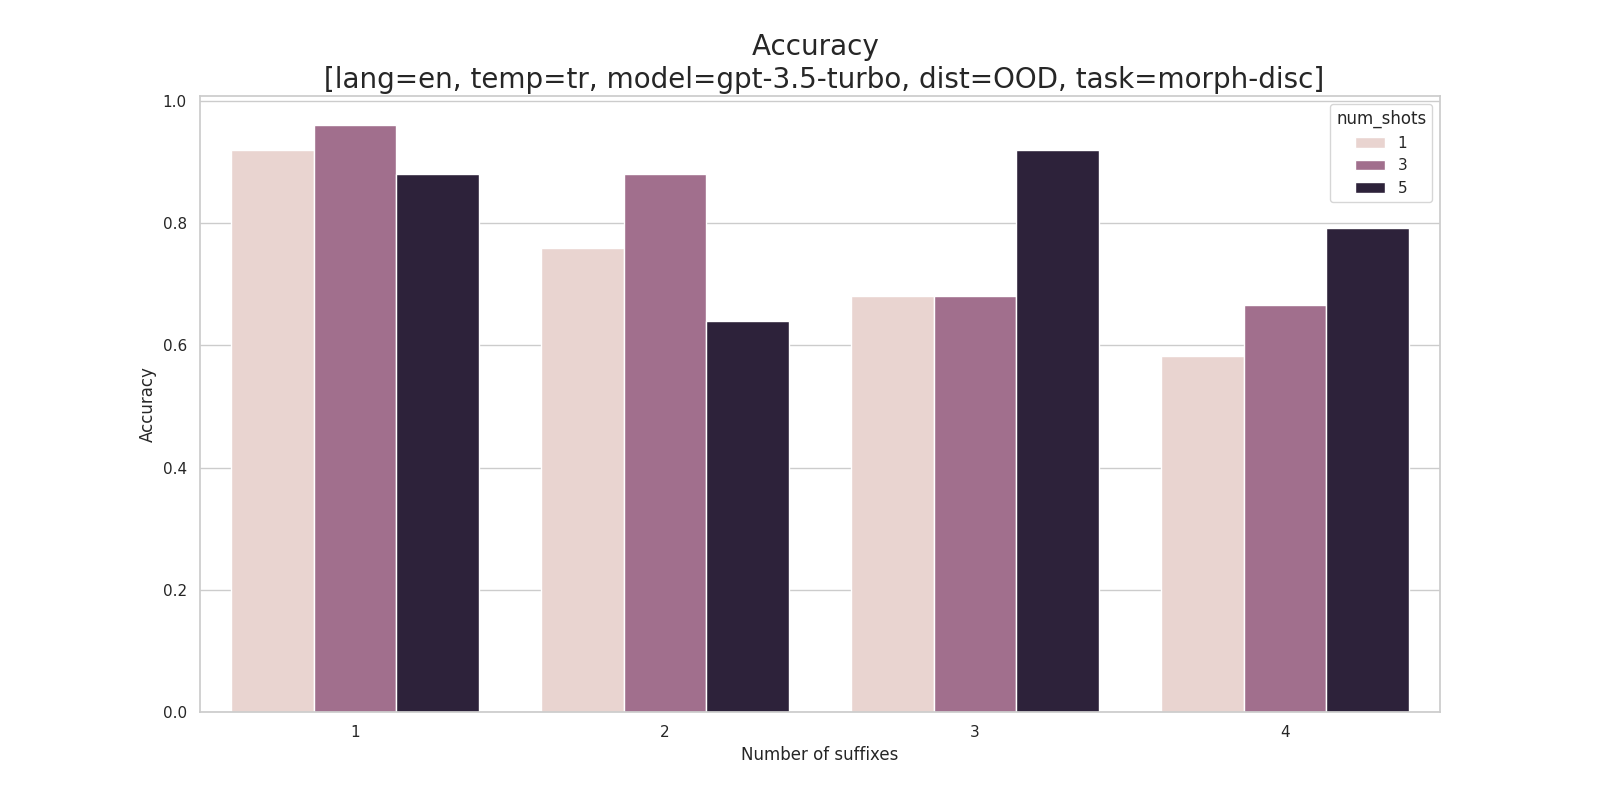 Accuracy
[lang=en, temp=tr, model=gpt-3.5-turbo, dist=OOD, task=morph-disc]
num_shots
1
3
5
1.0
0.8
0.6
0.4
0.2
0.0
Accuracy
1 2 3 4
Number of suffixes